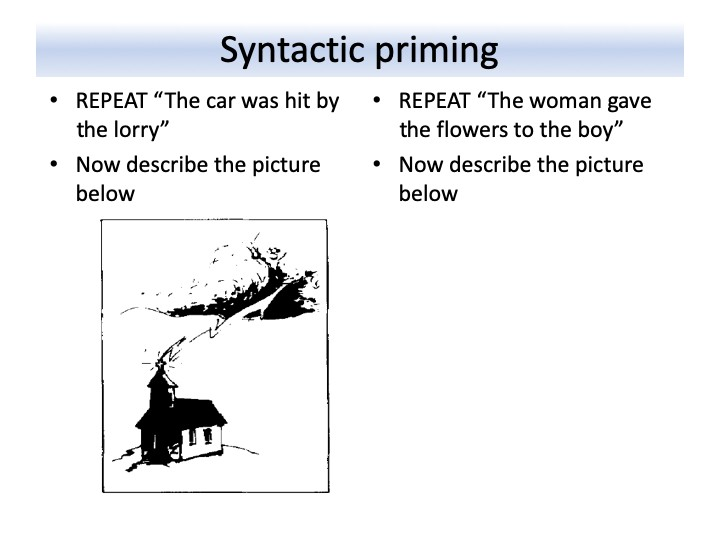 Syntactic priming
• REPEAT “The car was hit by
the lorry”
• Now describe the picture
below
• REPEAT “The woman gave
the flowers to the boy”
• Now describe the picture
below